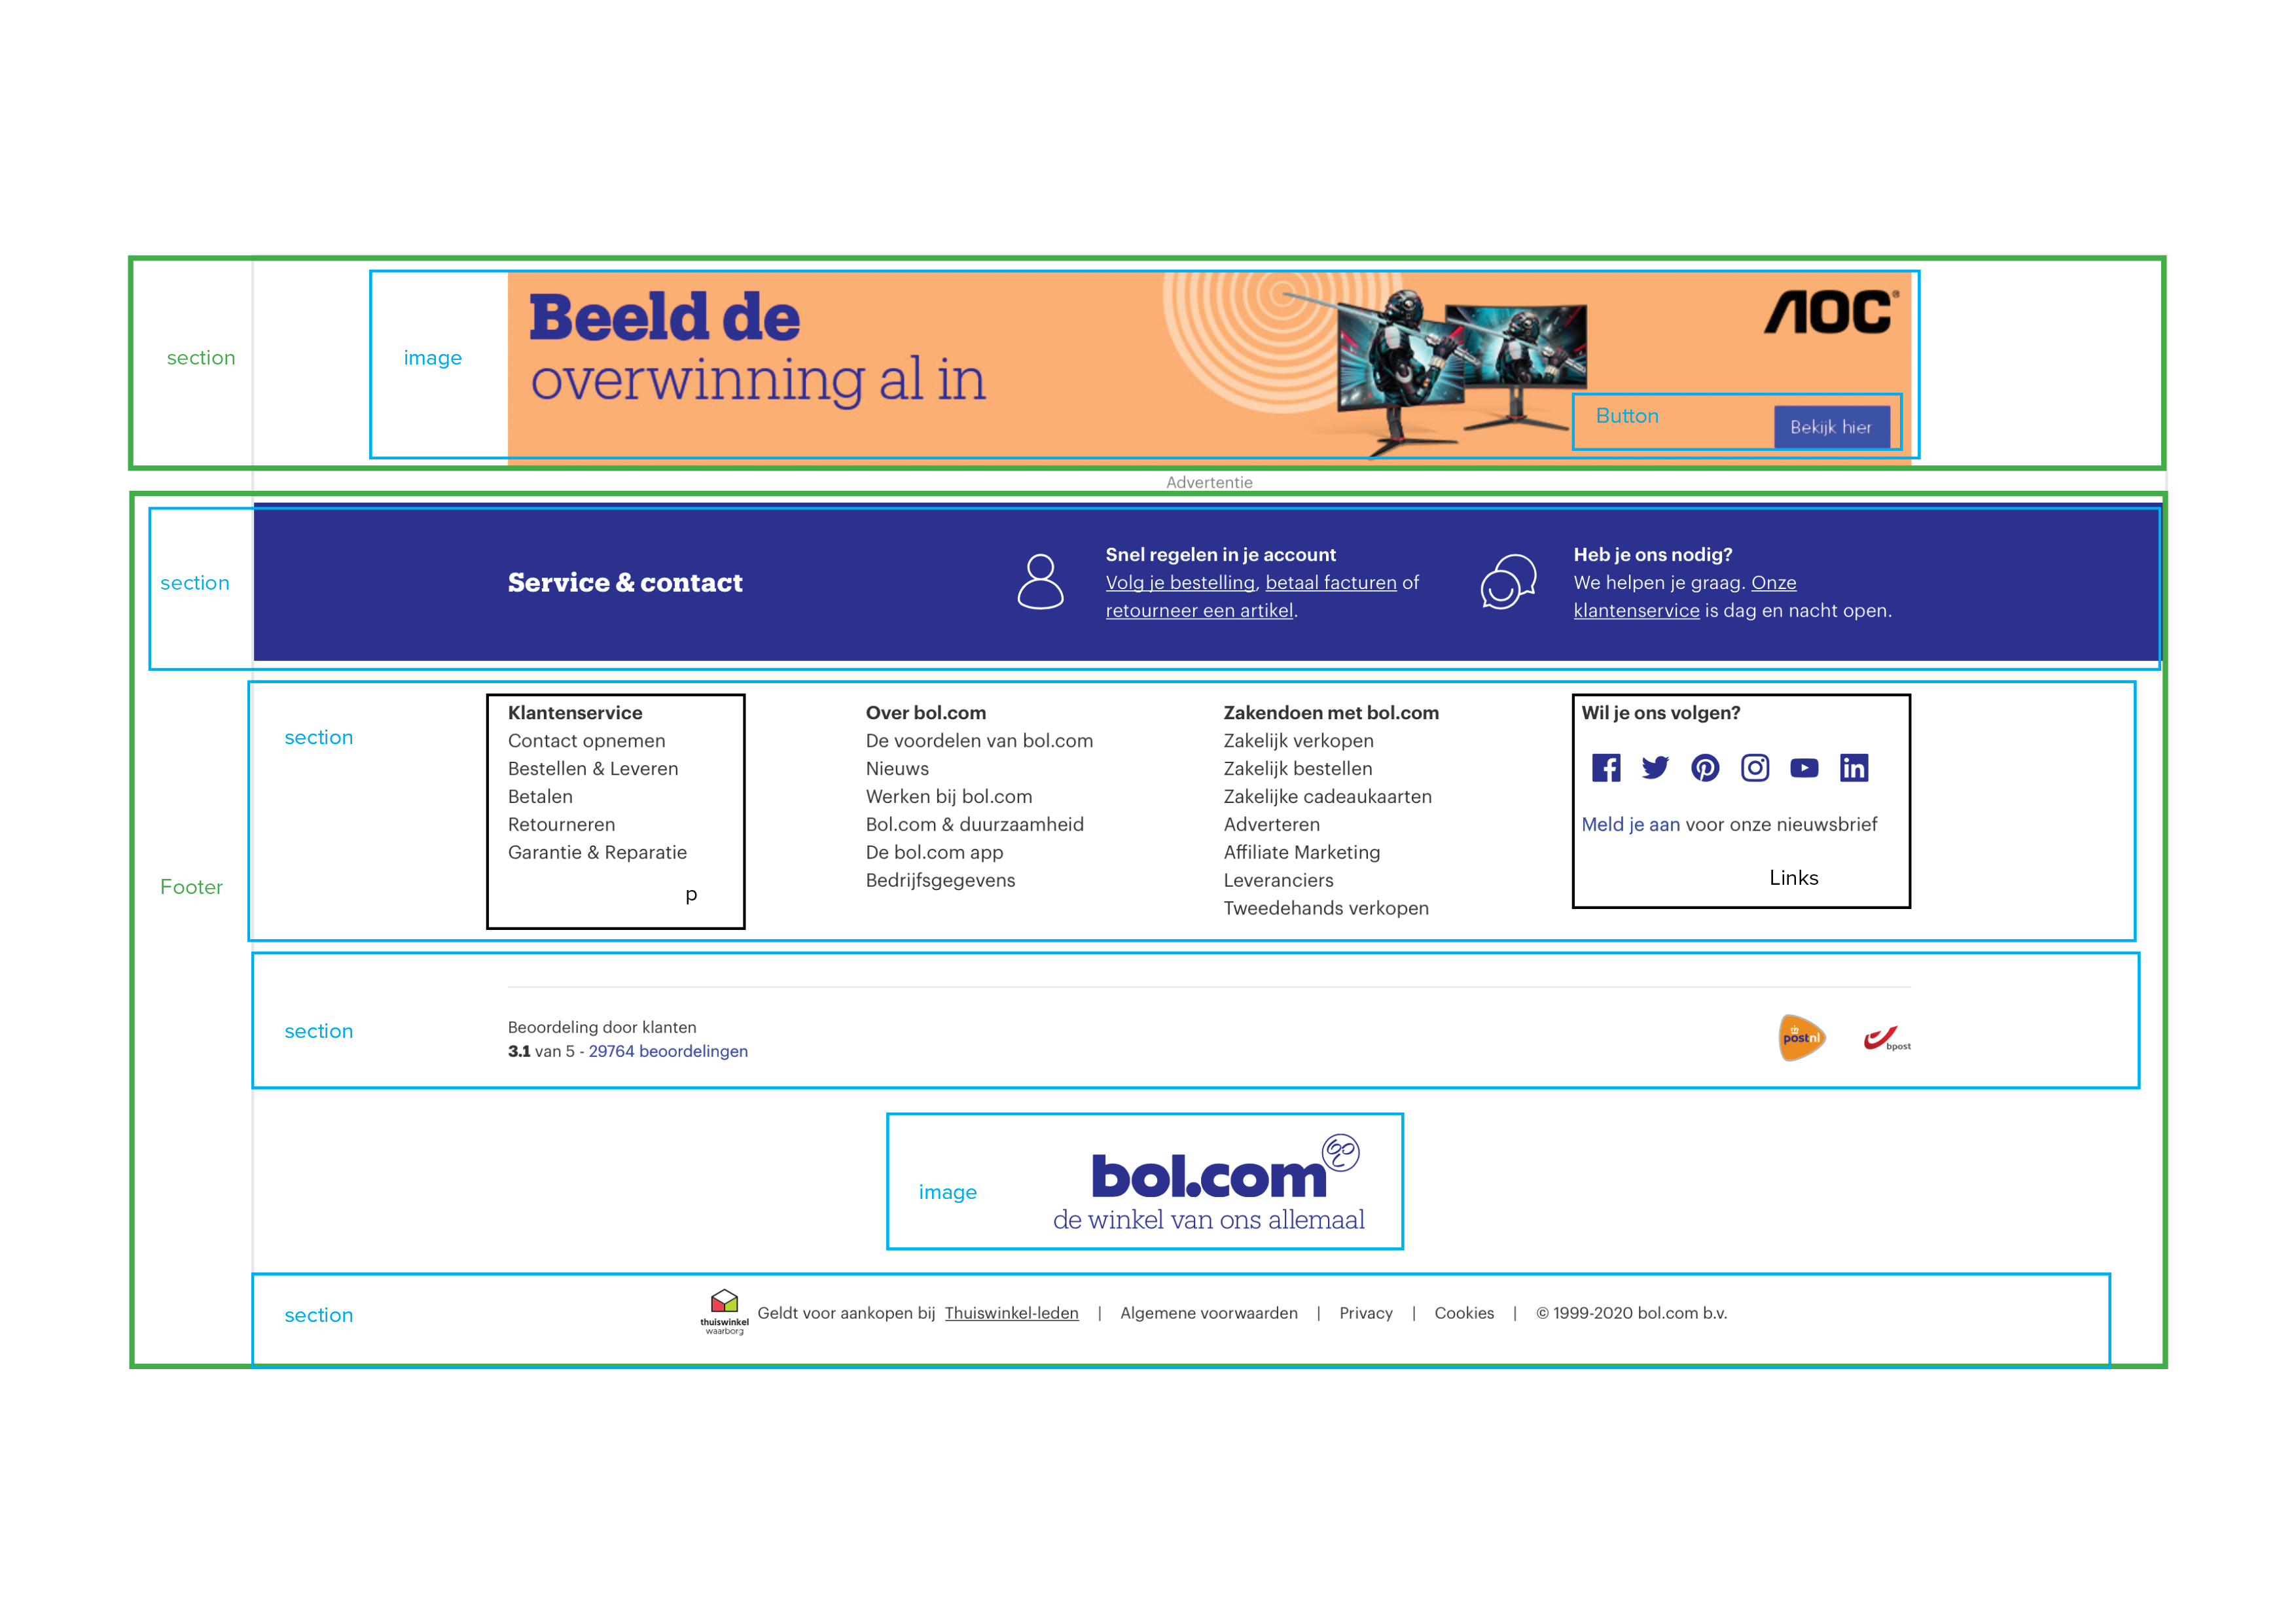 section
image
Beeld de
overwinning al in
AOC
Button
Bekijk hier
Advertentie
section
Service & contact
Snel regelen in je account
Volg je bestelling, betaal facturen of
retourneer een artikel.
Heb je ons nodig?
We helpen je graag. Onze
klantenservice is dag en nacht open.
Footer
section
Klantenservice
Contact opnemen
Bestellen & Leveren
Betalen
Retourneren
Garantie & Reparatie
p
Over bol.com
De voordelen van bol.com
Nieuws
Werken bij bol.com
Bol.com & duurzaamheid
De bol.com app
Bedrijfsgegevens
Zakendoen met bol.com
Zakelijk verkopen
Zakelijk bestellen
Zakelijke cadeaukaarten
Adverteren
Affiliate Marketing
Leveranciers
Tweedehands verkopen
Wil je ons volgen?
Meld je aan voor onze nieuwsbrief
Links
section
Beoordeling door klanten
3.1 van 5 - 29764 beoordelingen
postnl
bpost
image
bol.com
de winkel van ons allemaal
section
thuiswinkel
waarborg
Geldt voor aankopen bij Thuiswinkel-leden | Algemene voorwaarden | Privacy | Cookies | © 1999-2020 bol.com b.v.